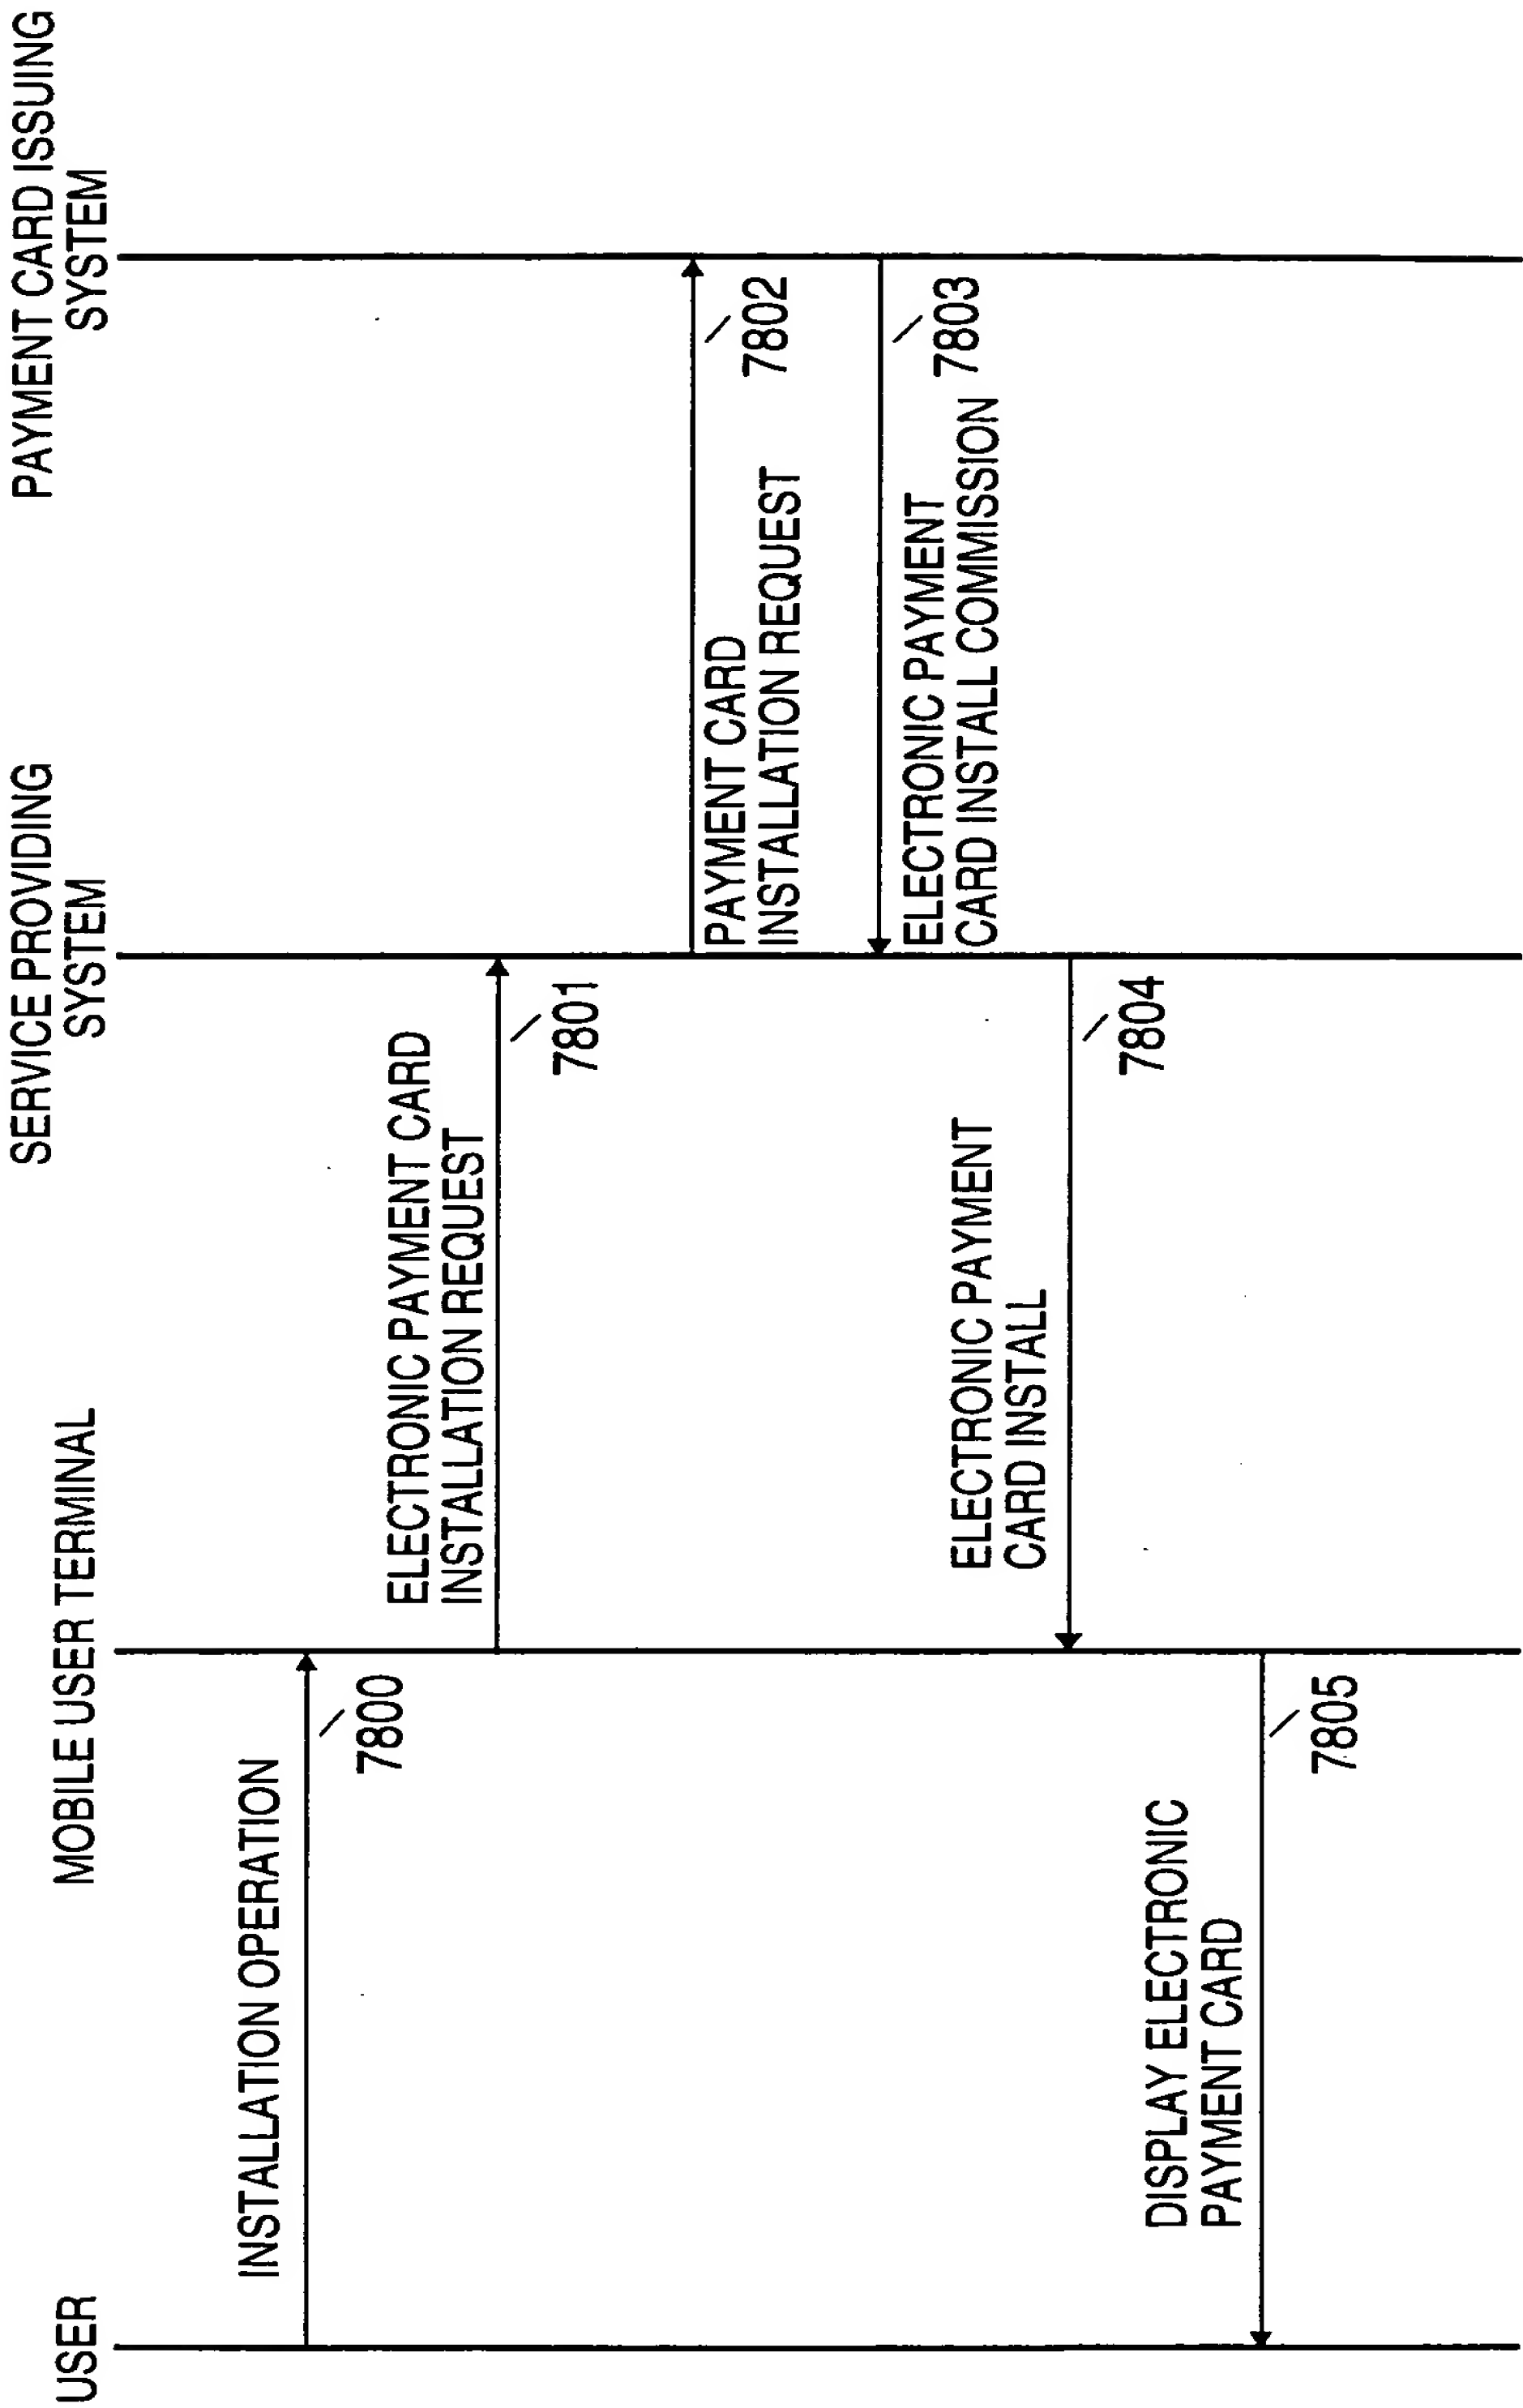 USER
MOBILE USER TERMINAL
SERVICE PROVIDING
SYSTEM
PAYMENT CARD ISSUING
SYSTEM
INSTALLATION OPERATION
7800
ELECTRONIC PAYMENT CARD
INSTALLATION REQUEST
7801
PAYMENT CARD
INSTALLATION REQUEST
7802
ELECTRONIC PAYMENT
CARD INSTALL COMMISSION
7803
ELECTRONIC PAYMENT
CARD INSTALL
7804
DISPLAY ELECTRONIC
PAYMENT CARD
7805